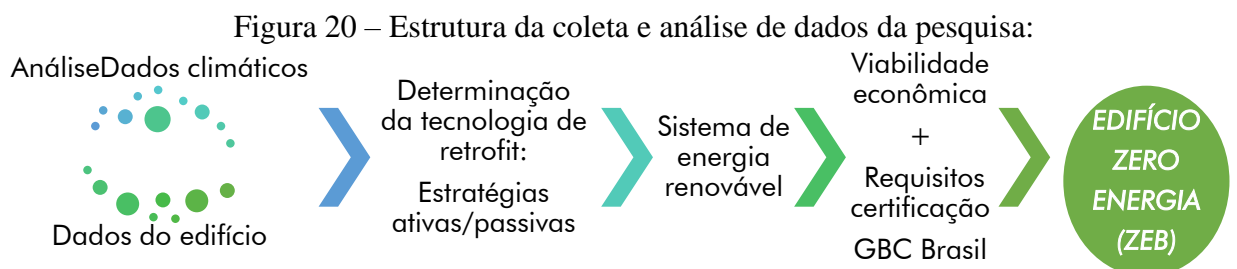 Figura 20 – Estrutura da coleta e análise de dados da pesquisa:
AnáliseDados climáticos
Dados do edifício
Determinação
da tecnologia de
retrofit:
Estratégias
ativas/passivas
Sistema de
energia
renovável
Viabilidade
econômica
+
Requisitos
certificação
GBC Brasil
EDIFÍCIO
ZERO
ENERGIA
(ZEB)